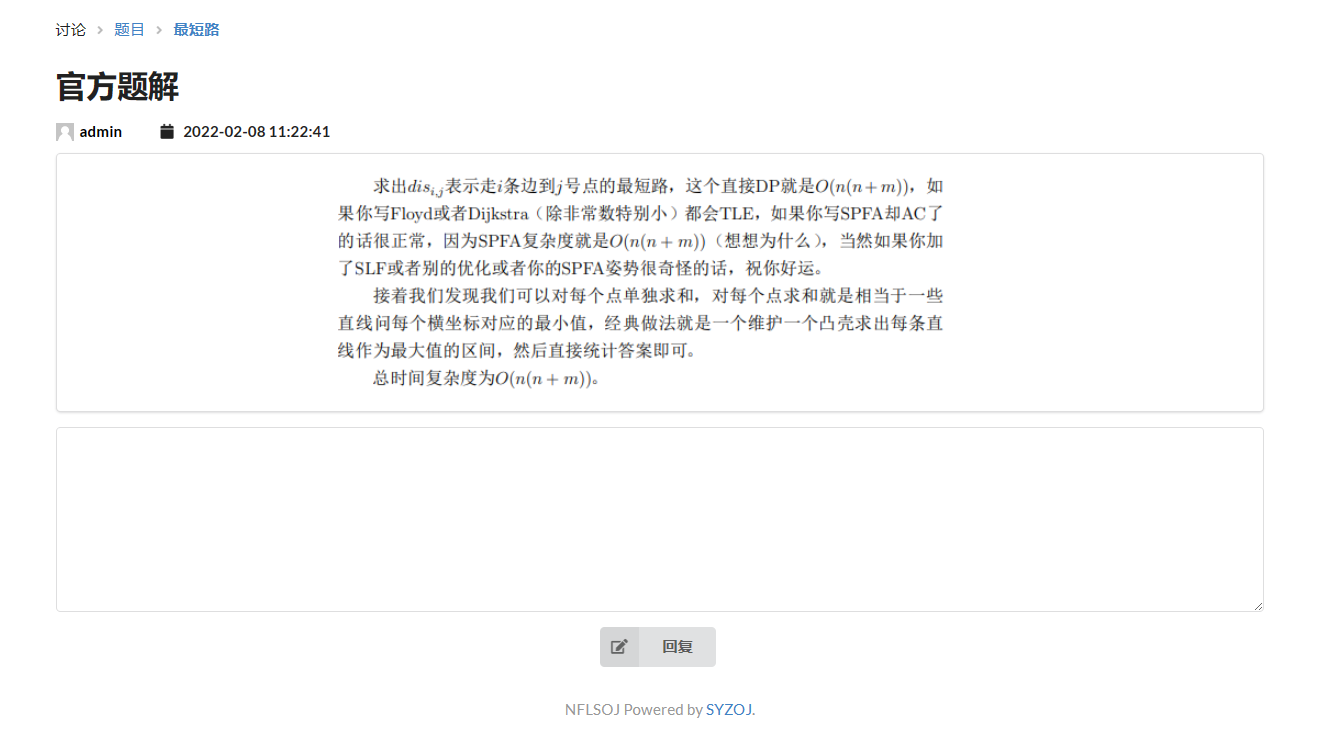 讨论 > 题目 > 最短路
官方题解
admin 2022-02-08 11:22:41
求出dis_{i,j}表示走i条边到j号点的最短路，这个直接DP就是O(n(n+m))，如
果你写Floyd或者Dijkstra（除非常数特别小）都会TLE，如果你写SPFA却AC了
的话很正常，因为SPFA复杂度就是O(n(n+m))（想想为什么），当然如果你加
了SLF或者别的优化或者你的SPFA姿势很奇怪的话，祝你好运。
接着我们发现我们可以对每个点单独求和，对每个点求和就是相当于一些
直线问每个横坐标对应的最小值，经典做法就是一个维护一个凸壳求出每条直
线作为最大值的区间，然后直接统计答案即可。
总时间复杂度为O(n(n+m))。
回复
NFLSOJ Powered by SYZOJ.